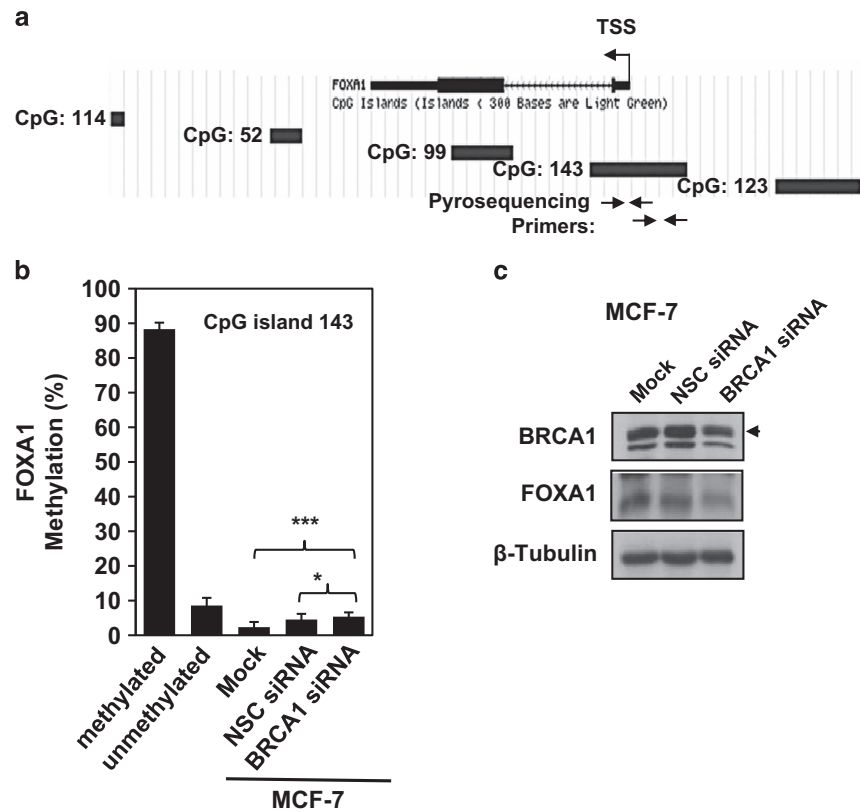 a
TSS
FOXA1
CpG Islands (Islands < 300 Bases are Light Green)
CpG: 114
CpG: 52
CpG: 99
CpG: 143
CpG: 123
Pyrosequencing
Primers:
b
FOXA1
Methylation (%)
100
90
80
70
60
50
40
30
20
10
0
CpG island 143
***
*
methylated
unmethylated
Mock
NSC siRNA
BRCA1 siRNA
MCF-7
c
MCF-7
Mock
NSC siRNA
BRCA1 siRNA
BRCA1
FOXA1
β-Tubulin